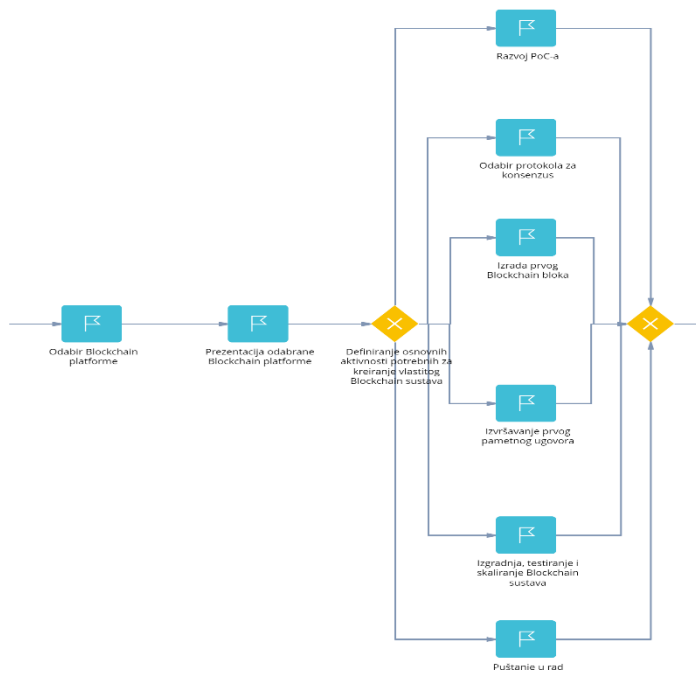 Razvoj PoC-a
Odabir protokola za
konsenzus
Izrada prvog
Blockchain bloka
Odabir Blockchain
platforme
Prezentacija odabrane
Blockchain platforme
Definiranje osnovnih
aktivnosti potrebnih za
kreiranje vlastitog
Blockchain sustava
Izvršavanje prvog
pametnog ugovora
Izgradnja, testiranje i
skaliranje Blockchain
sustava
Puštanje u rad